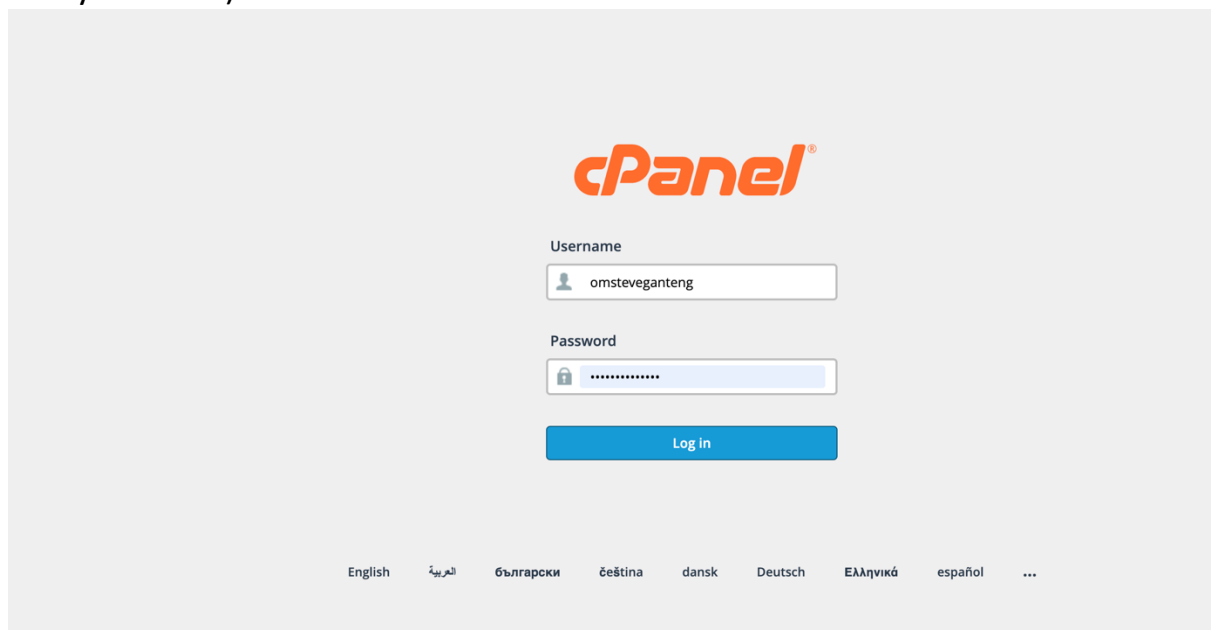 cPanel®
Username
omsteveganteng
Password
••••••••••••••
Log in
English العربية български čeština dansk Deutsch Ελληνικά español ...